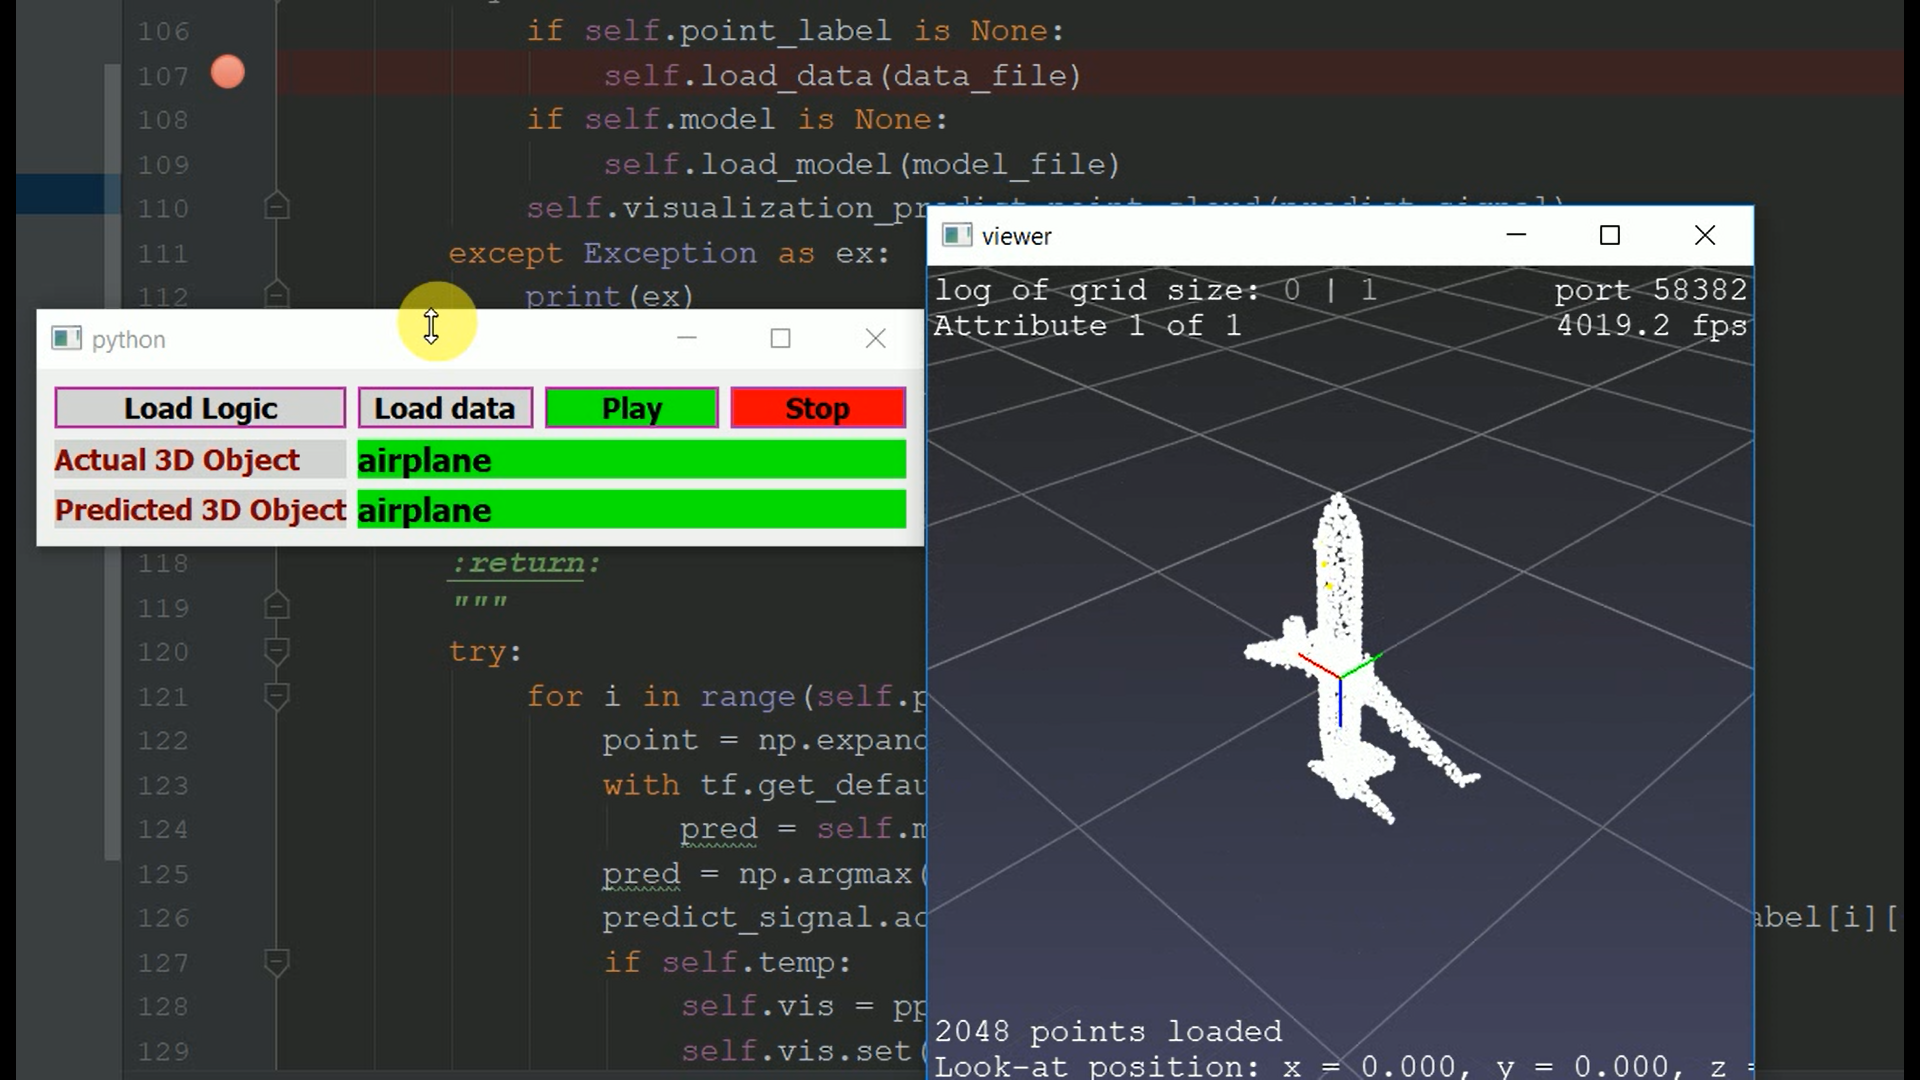 106 if self.point_label is None:
107 self.load_data(data_file)
108 if self.model is None:
109 self.load_model(model_file)
110 self.visualization_predict_point_cloud(predict_signal)
111 except Exception as ex:
112 print(ex)
python
Load Logic Load data Play Stop
Actual 3D Object airplane
Predicted 3D Object airplane
118 :return:
119 """
120 try:
121 for i in range(self.p
122 point = np.expand
123 with tf.get_defau
124 pred = self.m
125 pred = np.argmax(
126 predict_signal.ac abel[i][
127 if self.temp:
128 self.vis = pp
129 self.vis.set(
viewer
log of grid size: 0 | 1 port 58382
Attribute 1 of 1 4019.2 fps
2048 points loaded
Look-at position: x = 0.000, y = 0.000, z =